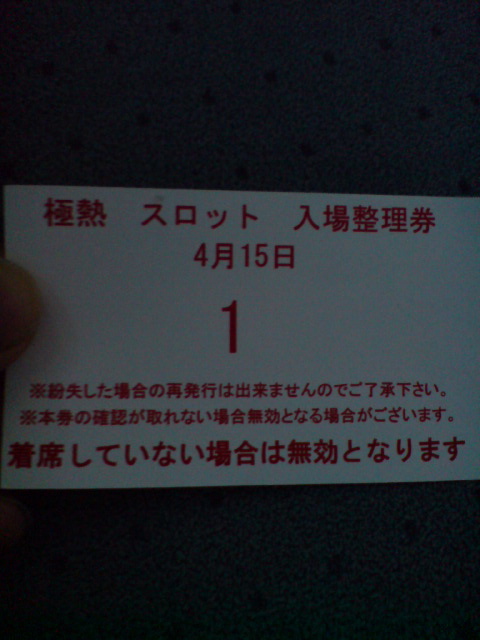 極熱 スロット 入場整理券
4月15日
1
※紛失した場合の再発行は出来ませんのでご了承下さい。
※本券の確認が取れない場合無効となる場合がございます。
着席していない場合は無効となります